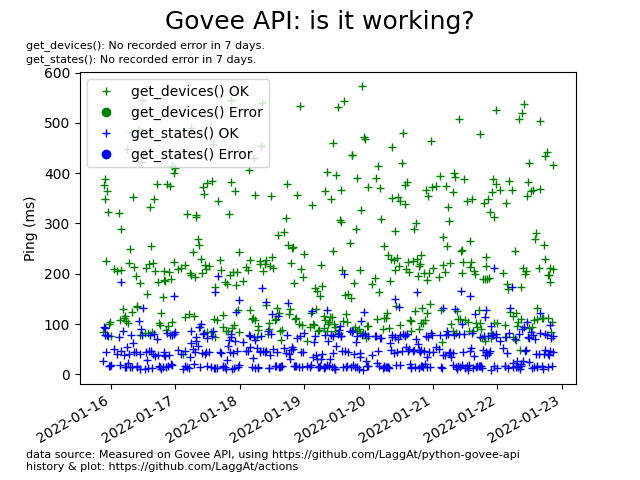 Govee API: is it working?
get_devices(): No recorded error in 7 days.
get_states(): No recorded error in 7 days.
600
500
400
300
200
100
0
Ping (ms)
get_devices() OK
get_devices() Error
get_states() OK
get_states() Error
2022-01-16
2022-01-17
2022-01-18
2022-01-19
2022-01-20
2022-01-21
2022-01-22
2022-01-23
data source: Measured on Govee API, using https://github.com/LaggAt/python-govee-api
history & plot: https://github.com/LaggAt/actions